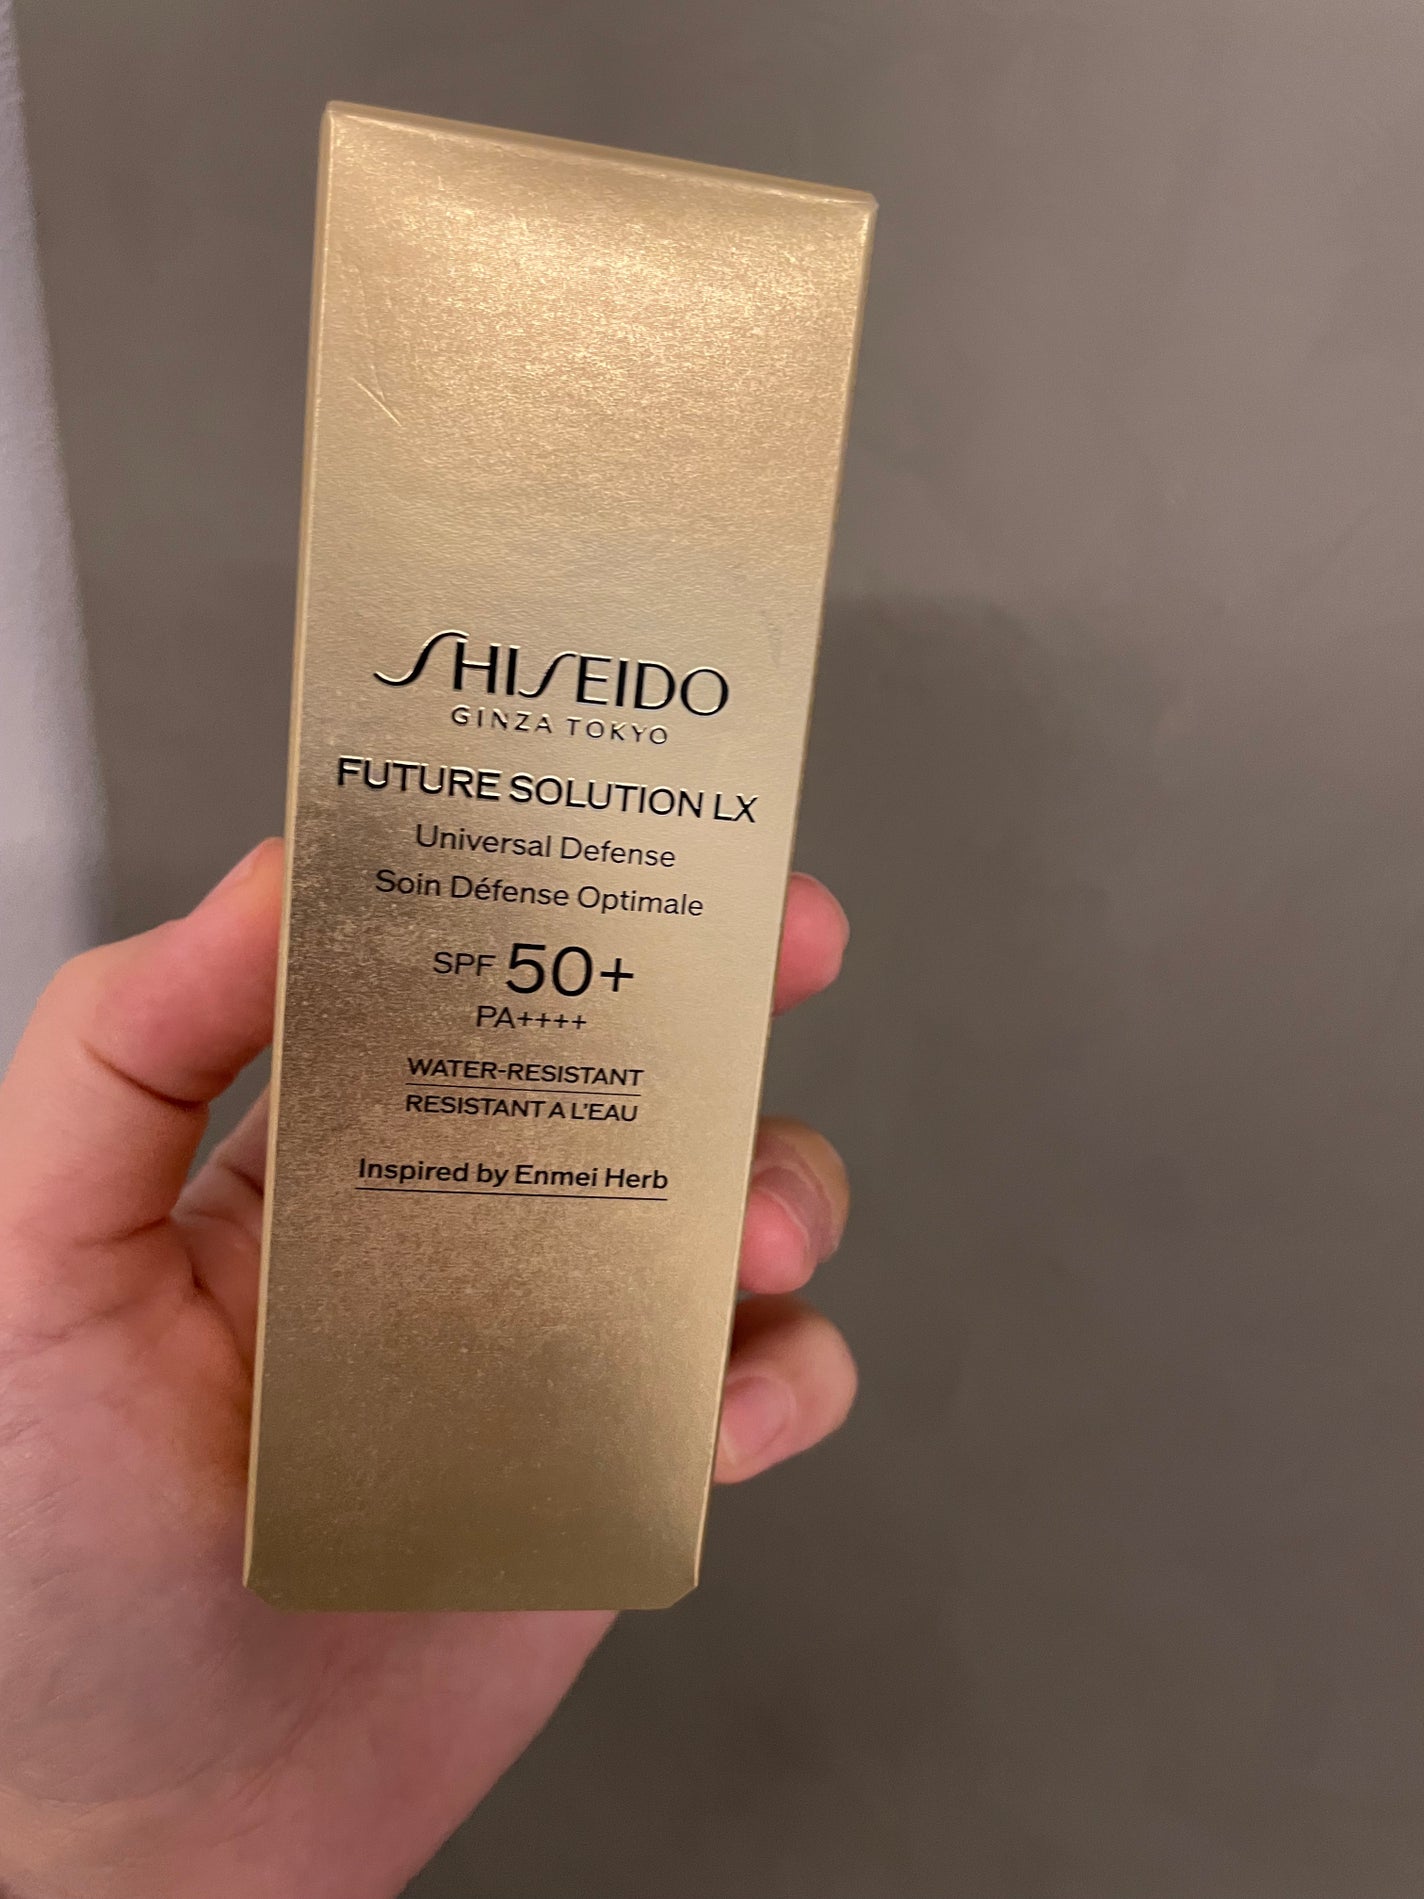 SHISEIDO
GINZA TOKYO
FUTURE SOLUTION LX
Universal Defense
Soin Défense Optimale
SPF 50+
PA++++
WATER-RESISTANT
RESISTANT A L'EAU
Inspired by Enmei Herb